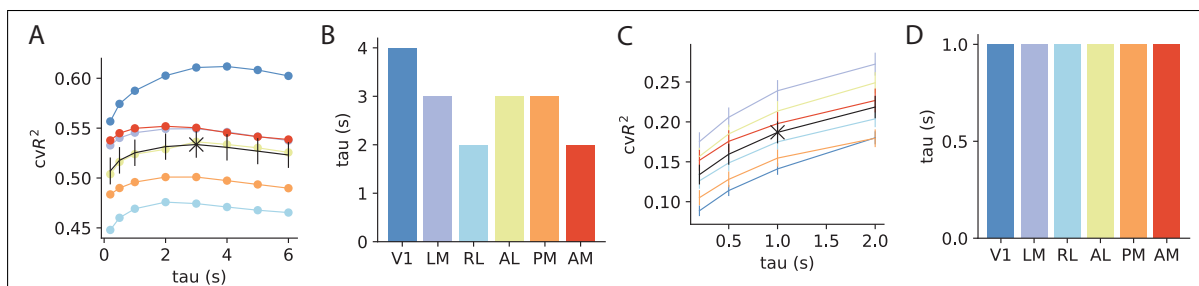 A
cvR²
0.60
0.55
0.50
0.45
0
2
4
6
tau (s)
B
tau (s)
4
3
2
1
0
V1 LM RL AL PM AM
C
cvR²
0.25
0.20
0.15
0.10
0.5 1.0 1.5 2.0
tau (s)
D
tau (s)
1.0
0.5
0.0
V1 LM RL AL PM AM